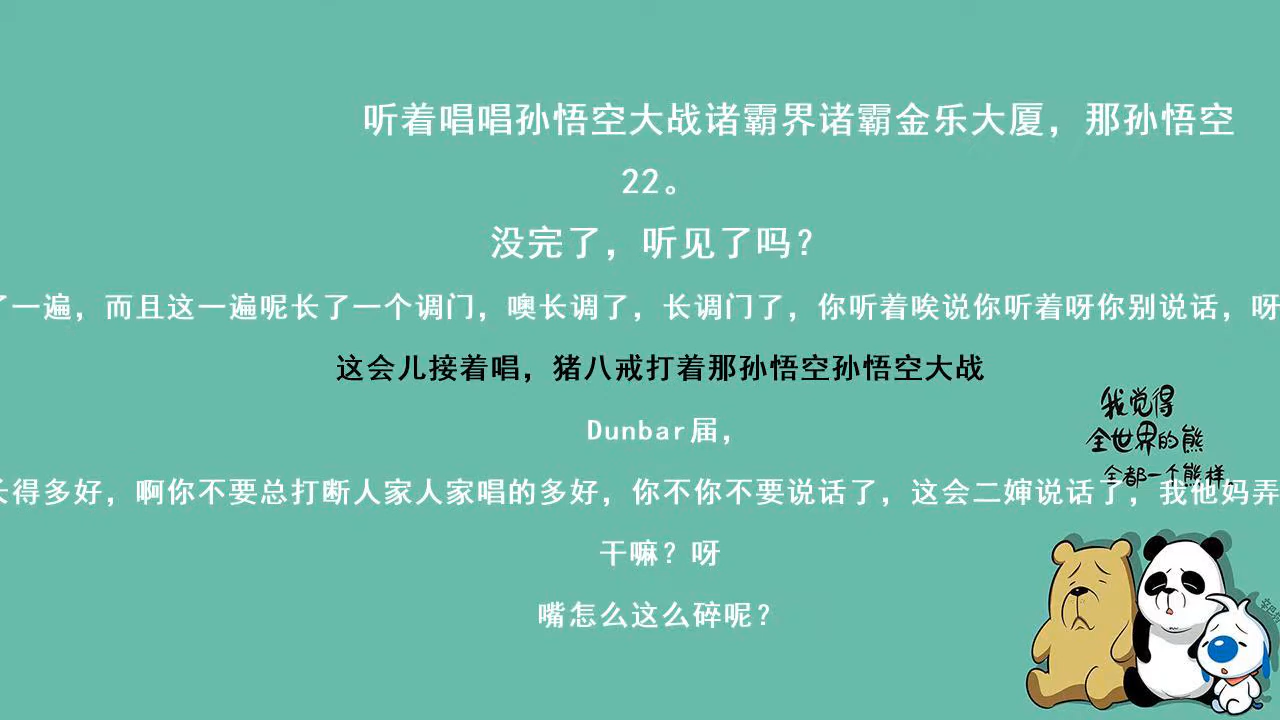 听着唱唱孙悟空大战诸霸界诸霸金乐大厦，那孙悟空
22。
没完了，听见了吗？
了一遍，而且这一遍呢长了一个调门，噢长调了，长调门了，你听着唉说你听着呀你别说话，呀
这会儿接着唱，猪八戒打着那孙悟空孙悟空大战
Dunbar届，
长得多好，啊你不要总打断人家人家唱的多好，你不你不要说话了，这会二婶说话了，我他妈弄
干嘛？呀
嘴怎么这么碎呢？
我觉得
全世界的熊
全都一个熊样。